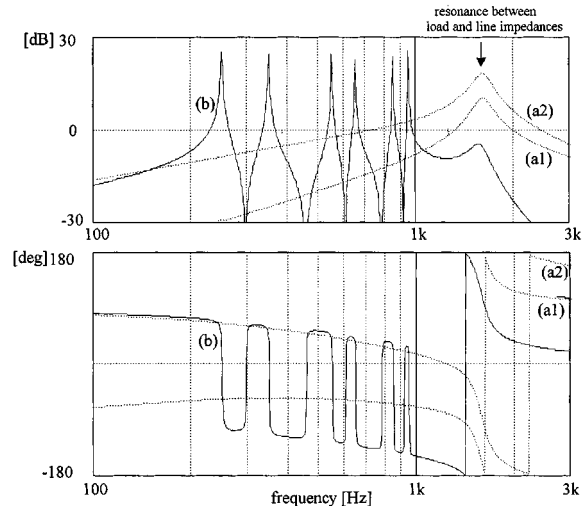 resonance between
load and line impedances
[dB]
30
(b)
(a2)
0
(a1)
-30
100
1k
3k
[deg]
180
(a2)
(a1)
(b)
-180
100
frequency [Hz]
1k
3k